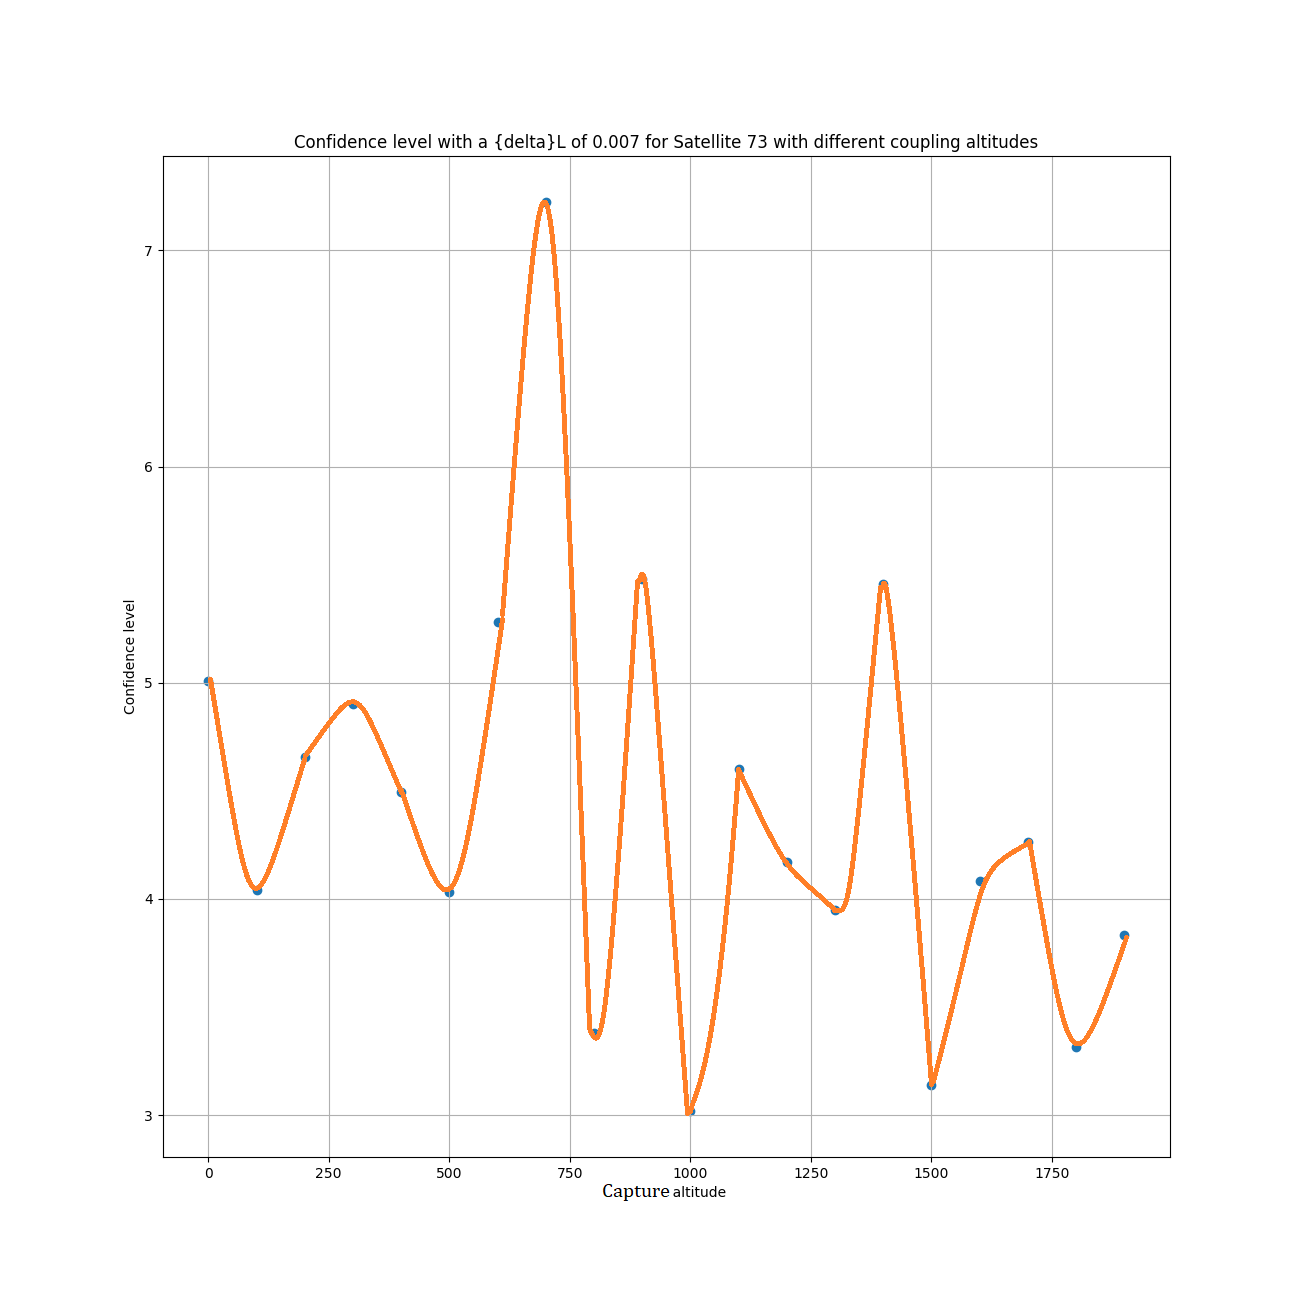 Confidence level with a {delta}L of 0.007 for Satellite 73 with different coupling altitudes
7
6
5
4
3
Confidence level
0 250 500 750 1000 1250 1500 1750
Capture altitude